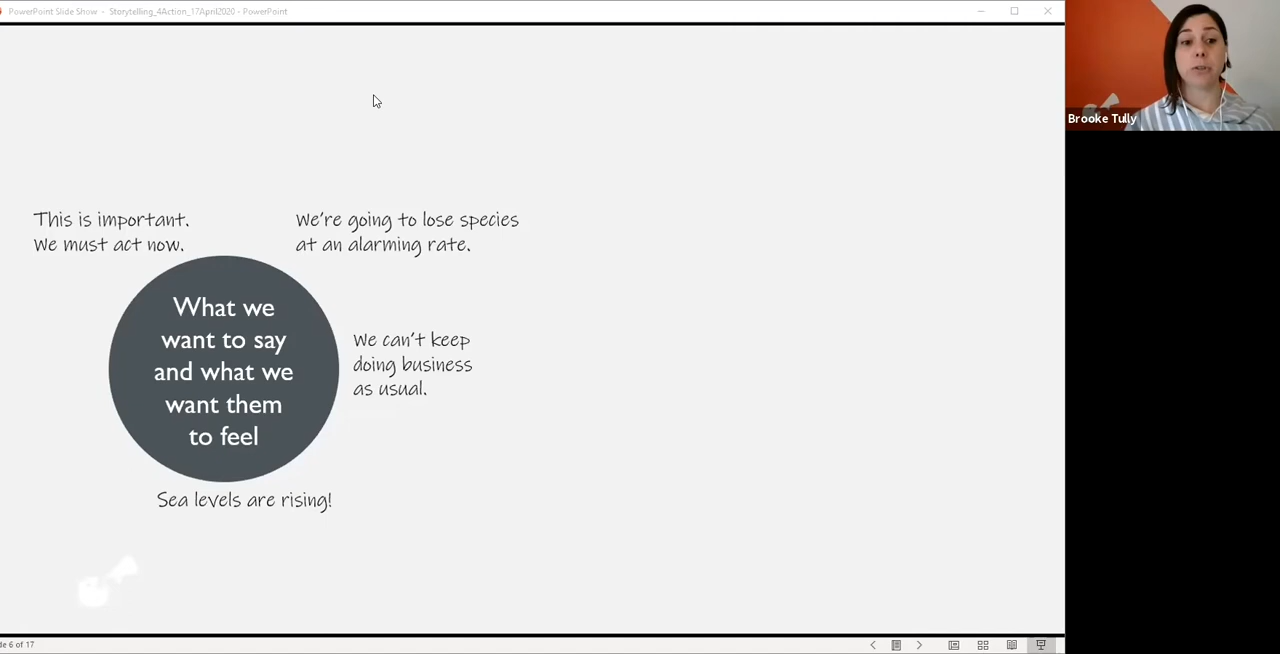 PowerPoint Slide Show - Storytelling_4Action_17April2020 - PowerPoint
Brooke Tully
This is important.
We must act now.
We're going to lose species
at an alarming rate.
What we
want to say
and what we
want them
to feel
We can't keep
doing business
as usual.
Sea levels are rising!
de 6 of 17